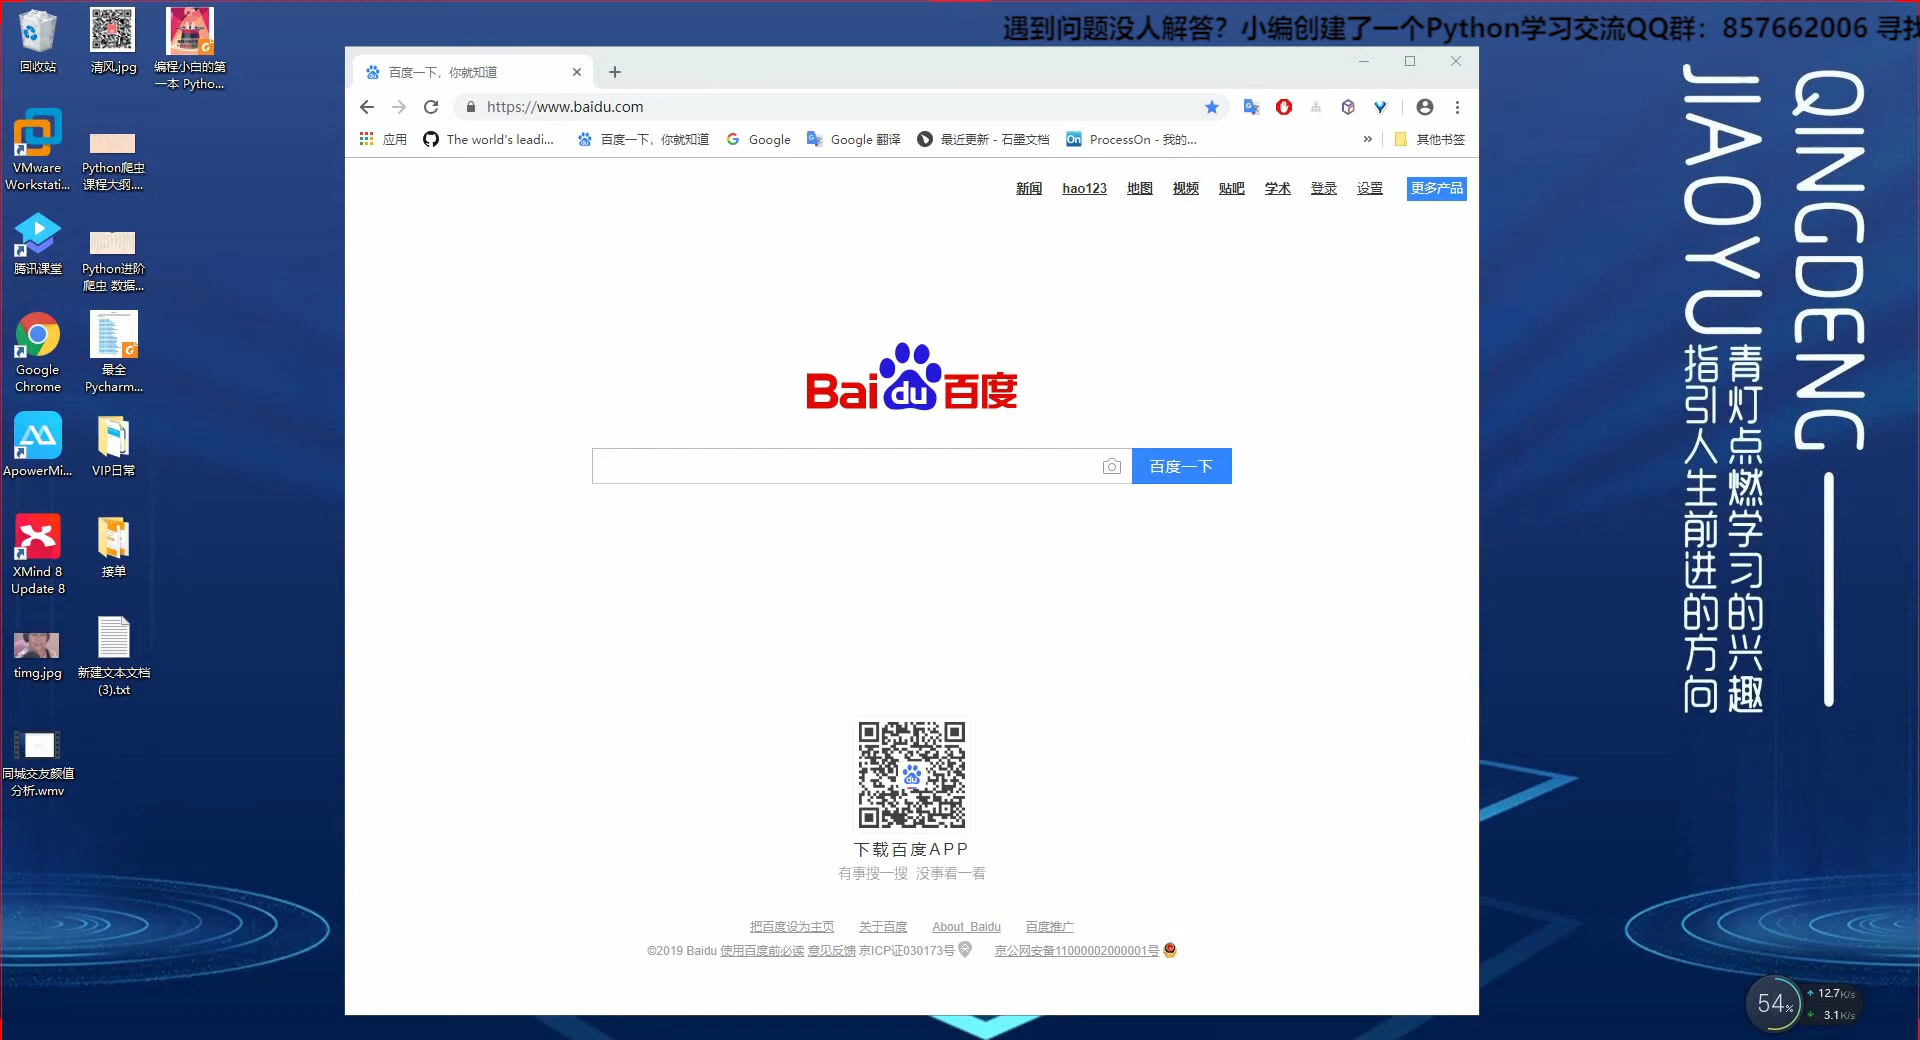 遇到问题没人解答？小编创建了一个Python学习交流QQ群：857662006 寻找
回收站
清风.jpg
编程小白的第
一本 Pytho...
VMware
Workstati...
Python爬虫
课程大纲....
腾讯课堂
Python进阶
爬虫 数据...
Google
Chrome
最全
Pycharm...
ApowerMi...
VIP日常
XMind 8
Update 8
接单
timg.jpg
新建文本文档
(3).txt
同城交友颜值
分析.wmv
百度一下，你就知道
https://www.baidu.com
应用
The world's leadi...
百度一下，你就知道
Google
Google 翻译
最近更新 - 石墨文档
On
ProcessOn - 我的...
»
其他书签
新闻 hao123 地图 视频 贴吧 学术 登录 设置 更多产品
Bai du 百度
百度一下
du
下载百度APP
有事搜一搜 没事看一看
把百度设为主页 关于百度 About Baidu 百度推广
©2019 Baidu 使用百度前必读 意见反馈 京ICP证030173号 京公网安备11000002000001号
QINGDENG
JIAOYU
青灯点燃学习的兴趣
指引人生前进的方向
54%
12.7K/s
3.1K/s